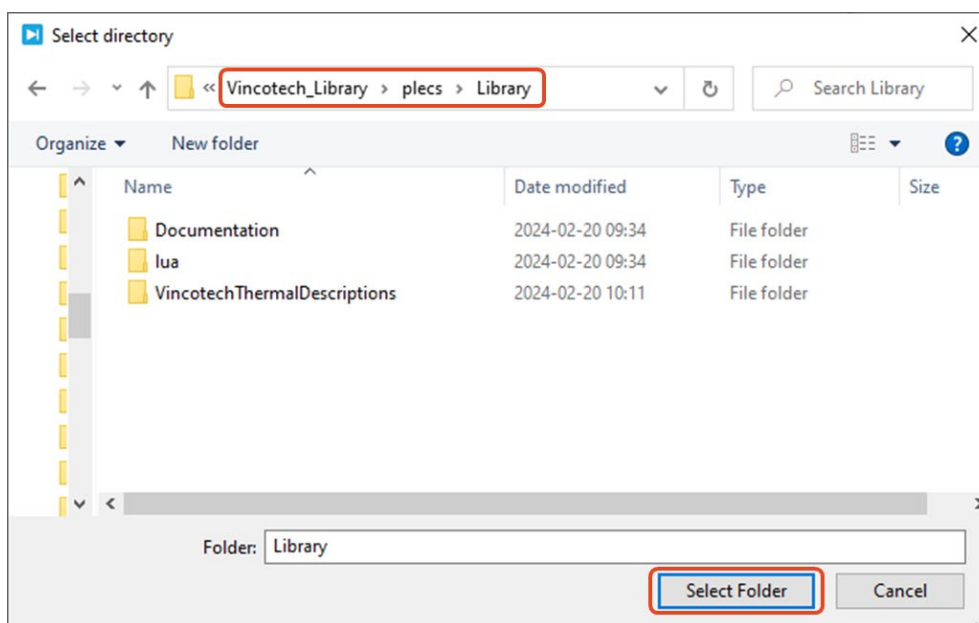 Select directory
« Vincotech_Library › plecs › Library
Search Library
Organize New folder
Name Date modified Type Size
Documentation 2024-02-20 09:34 File folder
lua 2024-02-20 09:34 File folder
VincotechThermalDescriptions 2024-02-20 10:11 File folder
Folder: Library
Select Folder Cancel